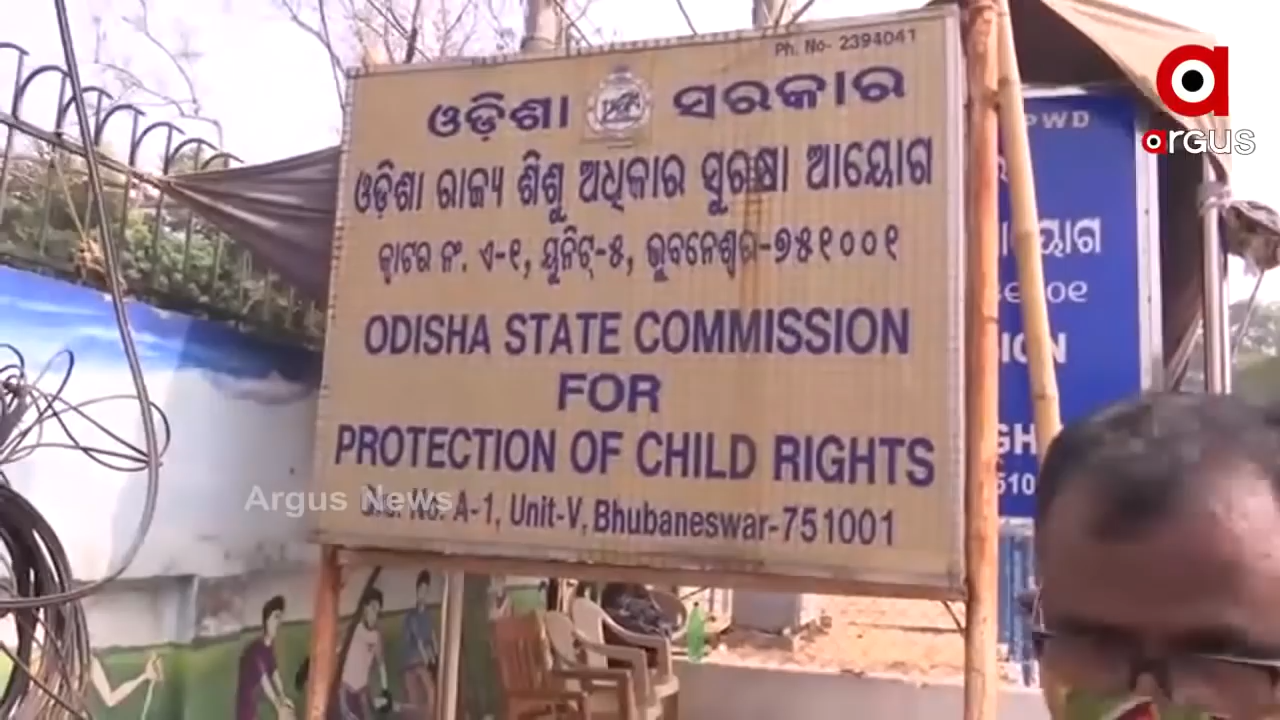 Ph. No- 2394041
ଓଡ଼ିଶା ସରକାର
ଓଡ଼ିଶା ରାଜ୍ୟ ଶିଶୁ ଅଧିକାର ସୁରକ୍ଷା ଆୟୋଗ
କ୍ୱାଟର ନଂ. ଏ-୧, ୟୁନିଟ୍-୫, ଭୁବନେଶ୍ୱର-୭୫୧୦୦୧
ODISHA STATE COMMISSION
FOR
PROTECTION OF CHILD RIGHTS
No. A-1, Unit-V, Bhubaneswar-751001
Argus News
argus
PWD